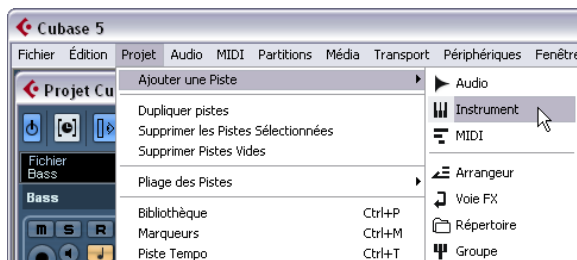 Cubase 5
Fichier Édition Projet Audio MIDI Partitions Média Transport Périphériques Fenêtre
Projet Cu
Ajouter une Piste
Audio
Dupliquer pistes
Instrument
Supprimer les Pistes Sélectionnées
MIDI
Supprimer Pistes Vides
Fichier
Bass
Pliage des Pistes
Arrangeur
Bass
Voie FX
Bibliothèque Ctrl+P
Répertoire
M S R
Marqueurs Ctrl+M
Piste Tempo Ctrl+T
Groupe